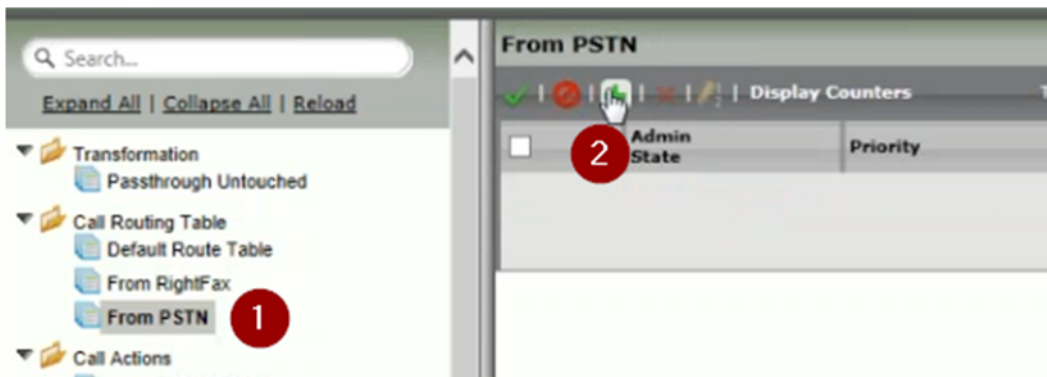 Search...
Expand All | Collapse All | Reload
Transformation
Passthrough Untouched
Call Routing Table
Default Route Table
From RightFax
From PSTN
1
Call Actions
From PSTN
| | | | | Display Counters
2
Admin
State
Priority